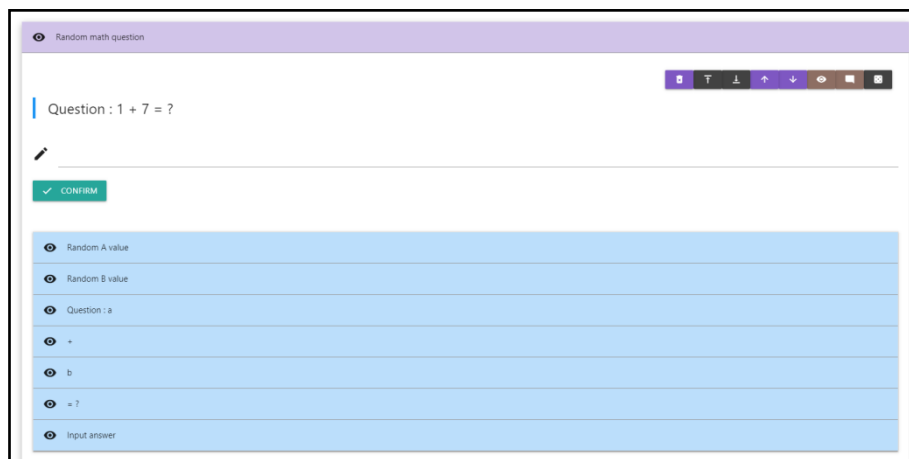 Random math question
Question : 1 + 7 = ?
CONFIRM
Random A value
Random B value
Question : a
+
b
= ?
Input answer